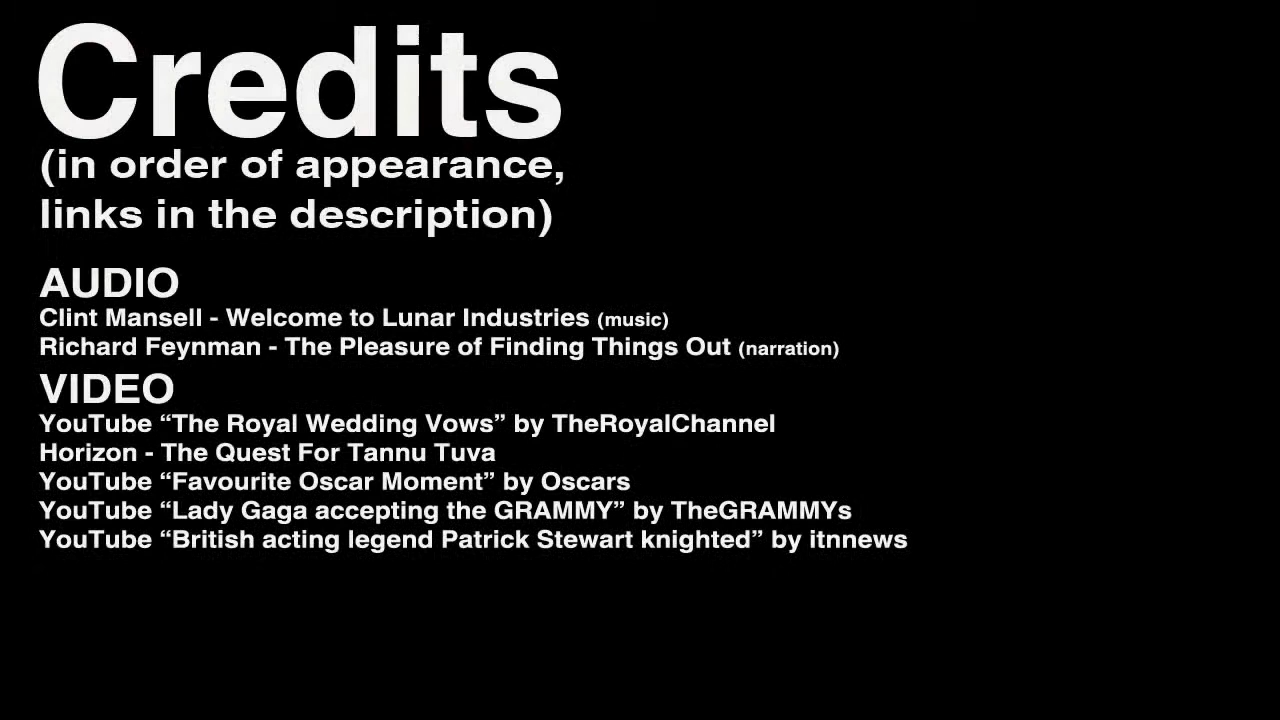 Credits
(in order of appearance,
links in the description)
AUDIO
Clint Mansell - Welcome to Lunar Industries (music)
Richard Feynman - The Pleasure of Finding Things Out (narration)
VIDEO
YouTube “The Royal Wedding Vows” by TheRoyalChannel
Horizon - The Quest For Tannu Tuva
YouTube “Favourite Oscar Moment” by Oscars
YouTube “Lady Gaga accepting the GRAMMY” by TheGRAMMYs
YouTube “British acting legend Patrick Stewart knighted” by itnnews